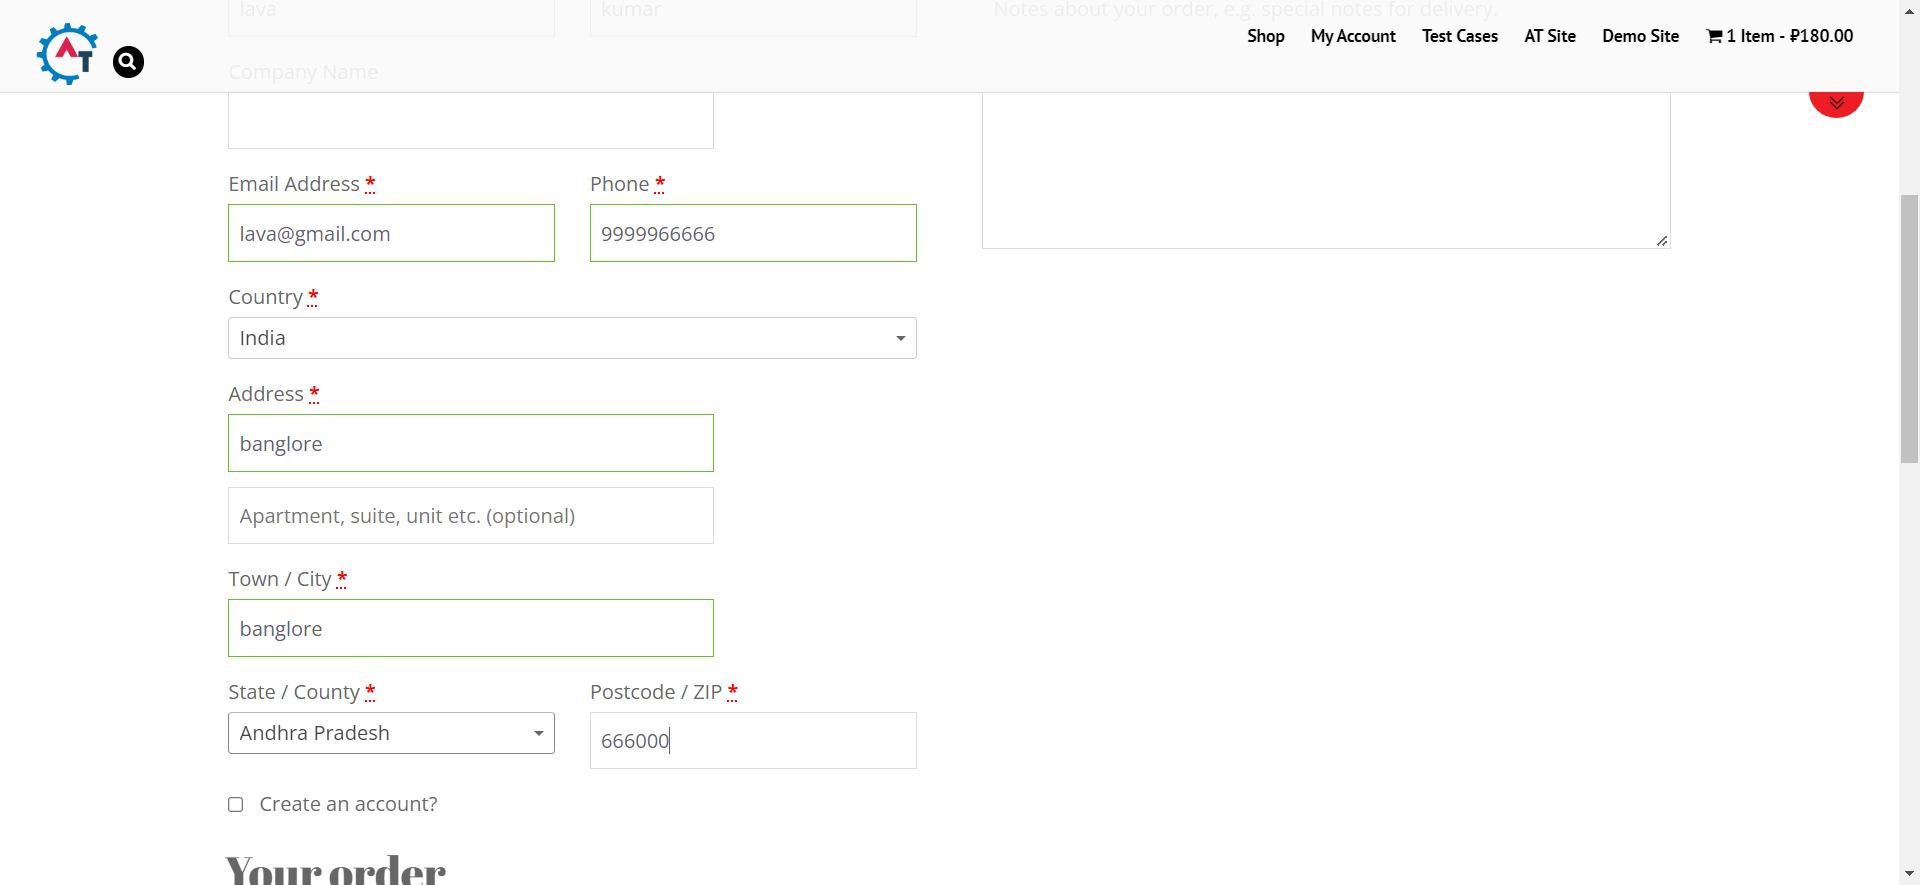 lava
kumar
Notes about your order, e.g. special notes for delivery.
AT
Shop
My Account
Test Cases
AT Site
Demo Site
1 Item - ₽180.00
Company Name
Email Address *
Phone *
lava@gmail.com
9999966666
Country *
India
Address *
banglore
Apartment, suite, unit etc. (optional)
Town / City *
banglore
State / County *
Postcode / ZIP *
Andhra Pradesh
666000
Create an account?
Your order